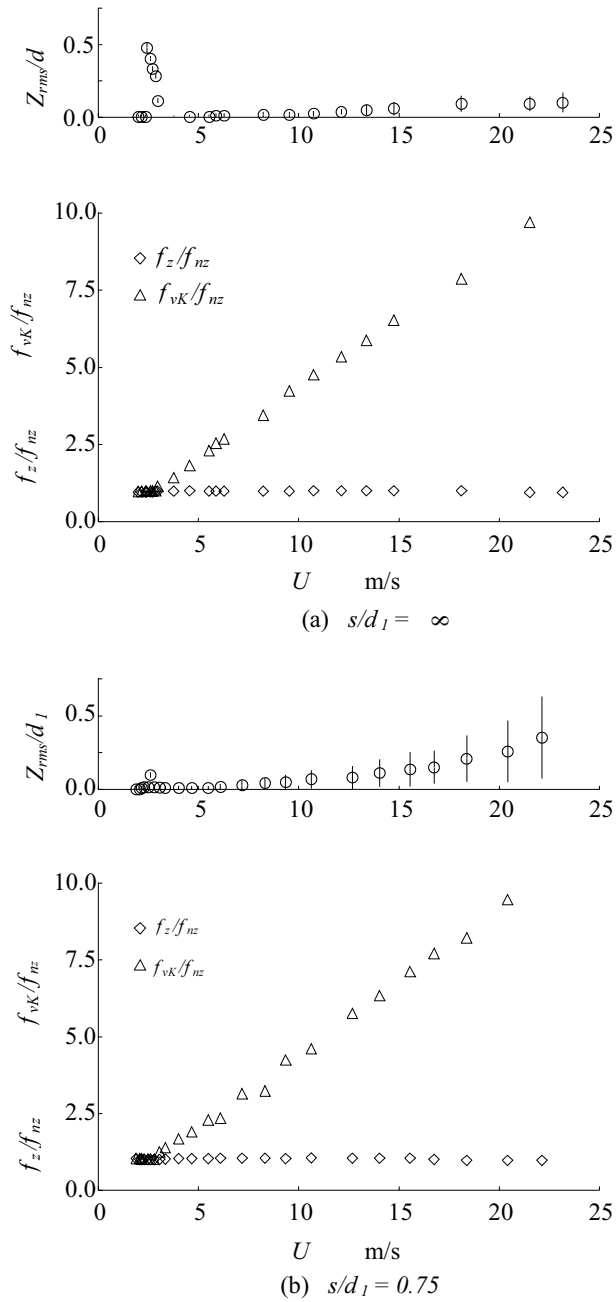 Z_rms/d
0.5
0.0
0 5 10 15 20 25
f_z/f_nz f_vK/f_nz
10.0
◇ f_z/f_nz
△ f_vK/f_nz
7.5
5.0
2.5
0.0
0 5 10 15 20 25
U m/s
(a) s/d_1 = ∞
Z_rms/d_1
0.5
0.0
0 5 10 15 20 25
f_z/f_nz f_vK/f_nz
10.0
◇ f_z/f_nz
△ f_vK/f_nz
7.5
5.0
2.5
0.0
0 5 10 15 20 25
U m/s
(b) s/d_1 = 0.75